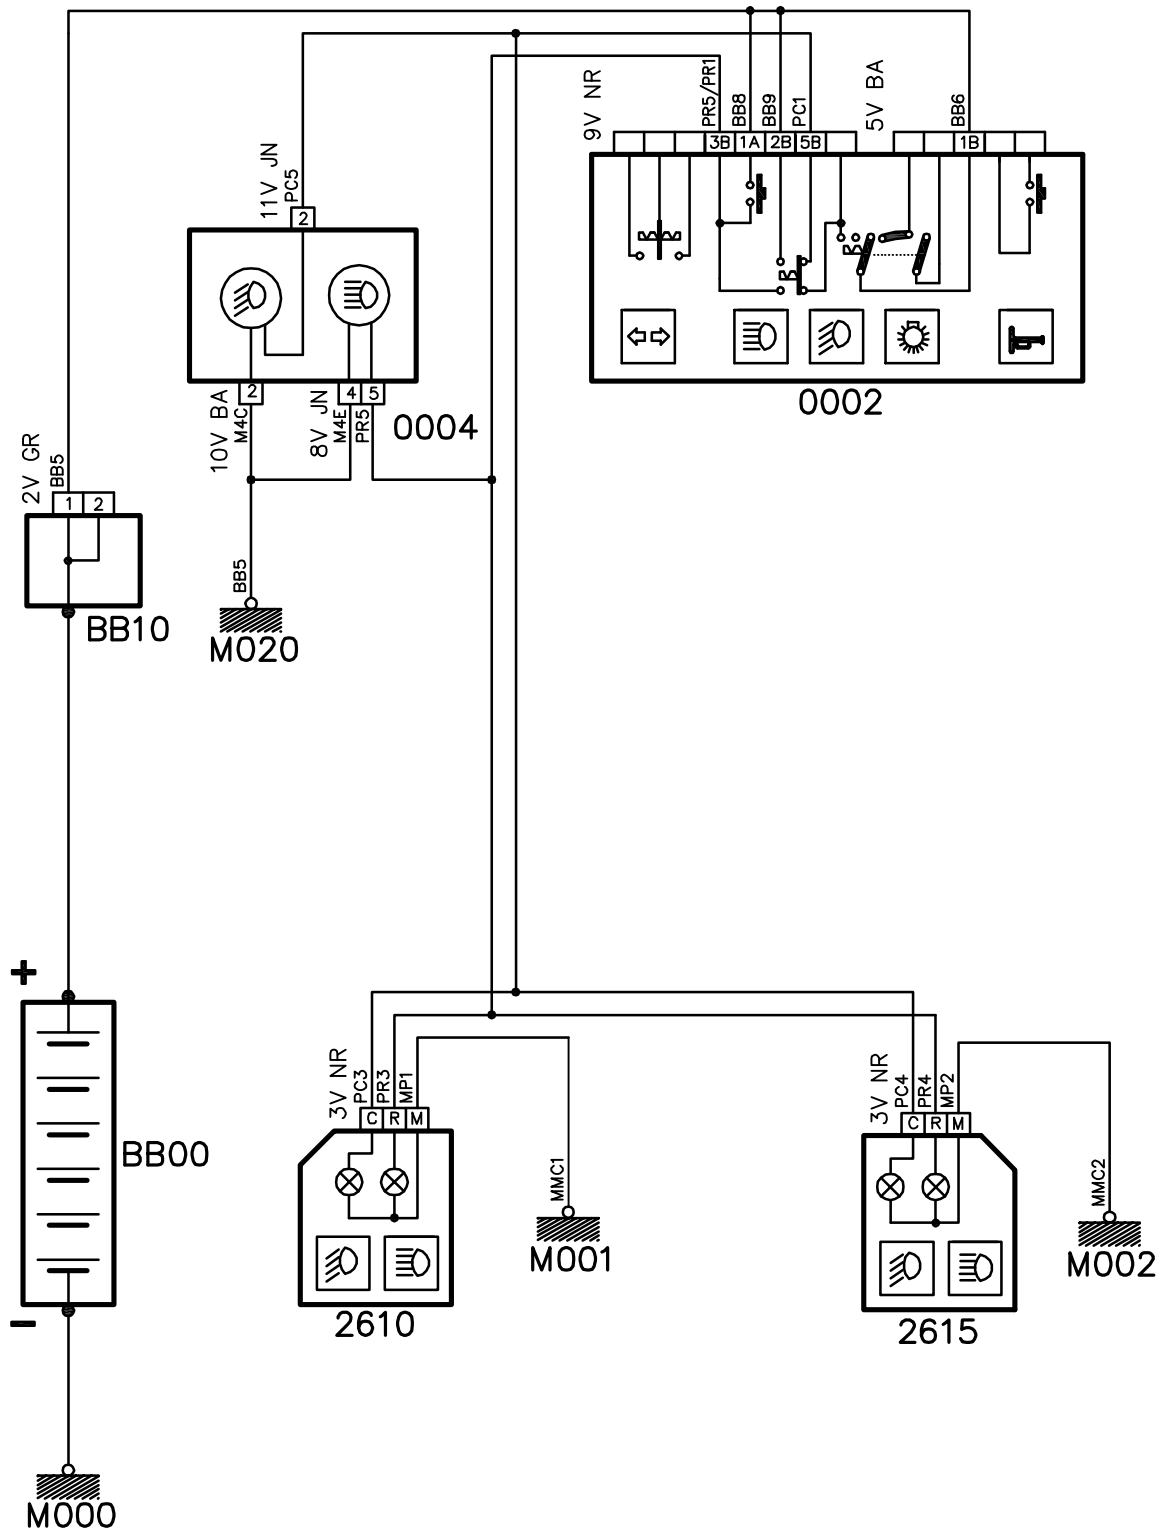 9V NR
PR5/PR1
BB8
BB9
PC1
5V BA
BB6
3B
1A
2B
5B
1B
0002
11V JN
PC5
2
2
4
5
10V BA
M4C
8V JN
M4E
PR5
0004
2V GR
BB5
1
2
BB10
BB5
M020
+
BB00
-
M000
3V NR
PC3
PR3
MP1
C
R
M
2610
MMC1
M001
3V NR
PC4
PR4
MP2
C
R
M
2615
MMC2
M002